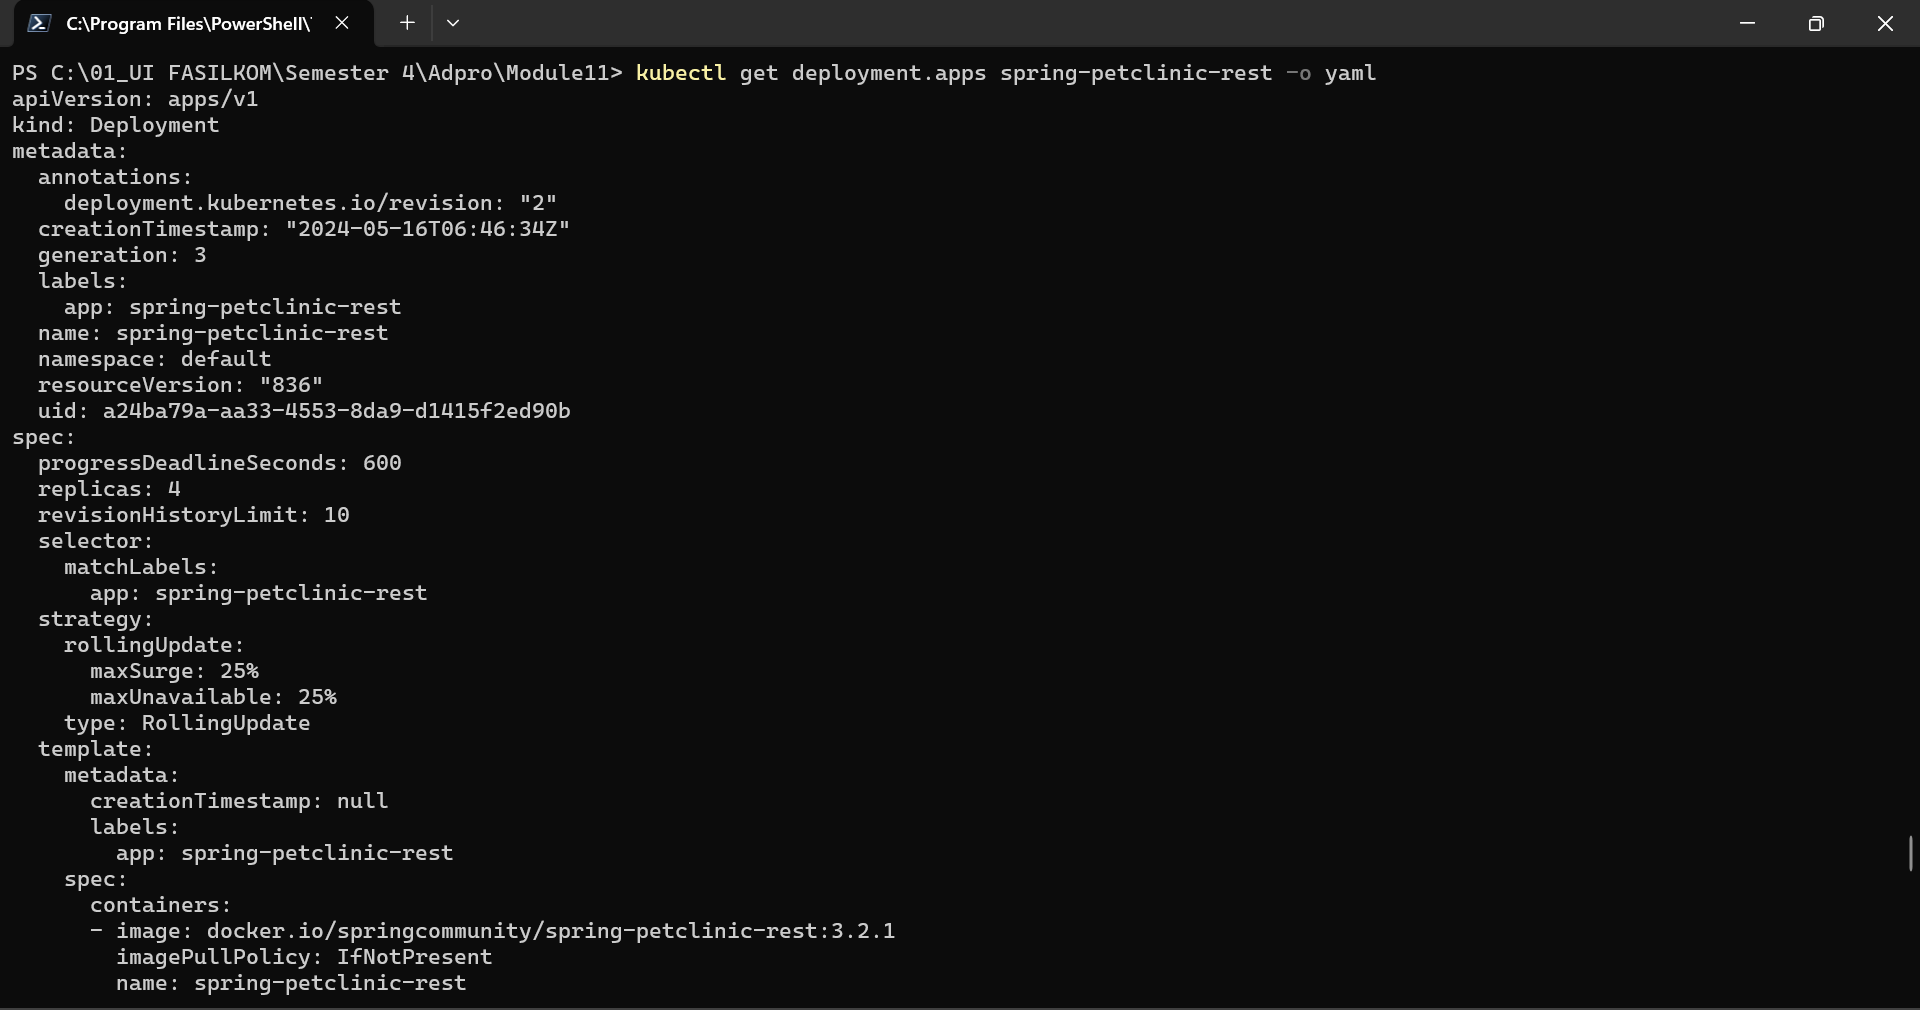 C:\Program Files\PowerShell\
PS C:\01_UI FASILKOM\Semester 4\Adpro\Module11> kubectl get deployment.apps spring-petclinic-rest -o yaml
apiVersion: apps/v1
kind: Deployment
metadata:
  annotations:
    deployment.kubernetes.io/revision: "2"
  creationTimestamp: "2024-05-16T06:46:34Z"
  generation: 3
  labels:
    app: spring-petclinic-rest
  name: spring-petclinic-rest
  namespace: default
  resourceVersion: "836"
  uid: a24ba79a-aa33-4553-8da9-d1415f2ed90b
spec:
  progressDeadlineSeconds: 600
  replicas: 4
  revisionHistoryLimit: 10
  selector:
    matchLabels:
      app: spring-petclinic-rest
  strategy:
    rollingUpdate:
      maxSurge: 25%
      maxUnavailable: 25%
    type: RollingUpdate
  template:
    metadata:
      creationTimestamp: null
      labels:
        app: spring-petclinic-rest
    spec:
      containers:
      - image: docker.io/springcommunity/spring-petclinic-rest:3.2.1
        imagePullPolicy: IfNotPresent
        name: spring-petclinic-rest